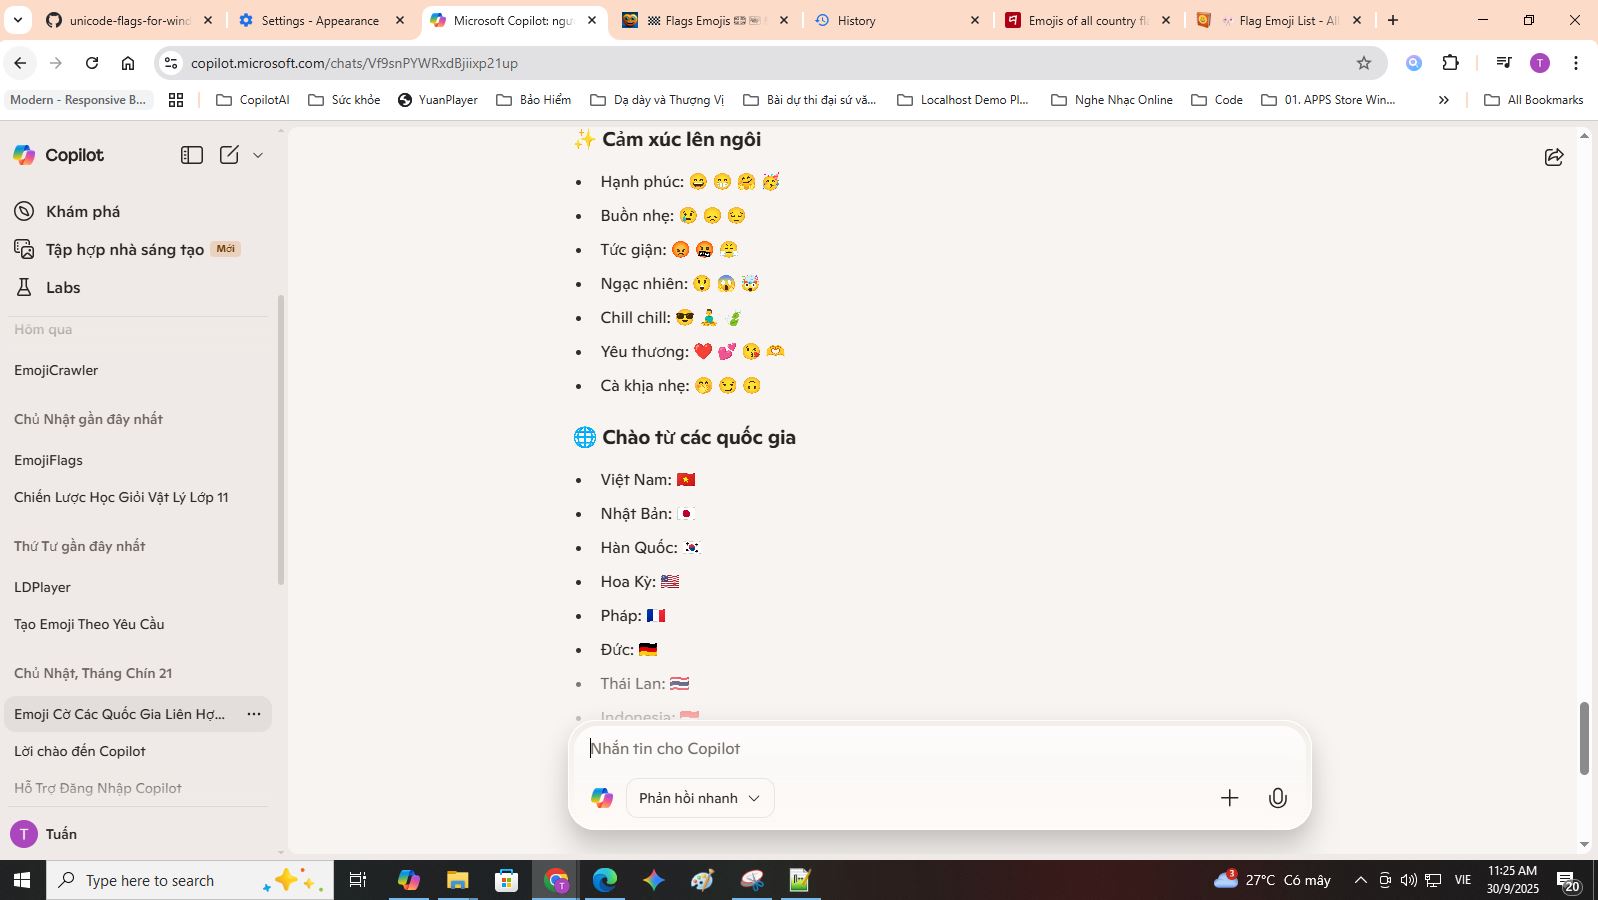 unicode-flags-for-wind
Settings - Appearance
Microsoft Copilot: ngư
Flags Emojis
History
Emojis of all country fl
Flag Emoji List - All
copilot.microsoft.com/chats/Vf9snPYWRxdBjiixp21up
T
Modern - Responsive B...
CopilotAI
Sức khỏe
YuanPlayer
Bảo Hiểm
Dạ dày và Thượng Vị
Bài dự thi đại sứ vă...
Localhost Demo Pl...
Nghe Nhạc Online
Code
01. APPS Store Win...
All Bookmarks
Copilot
Khám phá
Tập hợp nhà sáng tạo Mới
Labs
Hôm qua
EmojiCrawler
Chủ Nhật gần đây nhất
EmojiFlags
Chiến Lược Học Giỏi Vật Lý Lớp 11
Thứ Tư gần đây nhất
LDPlayer
Tạo Emoji Theo Yêu Cầu
Chủ Nhật, Tháng Chín 21
Emoji Cờ Các Quốc Gia Liên Hợ...
Lời chào đến Copilot
Hỗ Trợ Đăng Nhập Copilot
T Tuấn
✨ Cảm xúc lên ngôi
• Hạnh phúc: 😄 😁 🤗 🥳
• Buồn nhẹ: 😢 😞 😔
• Tức giận: 😡 🤬 😤
• Ngạc nhiên: 😲 😱 🤯
• Chill chill: 😎 🧘‍♂️ 🍃
• Yêu thương: ❤️ 💕 😘 🫶
• Cà khịa nhẹ: 🤭 😏 🙃
🌐 Chào từ các quốc gia
• Việt Nam: 🇻🇳
• Nhật Bản: 🇯🇵
• Hàn Quốc: 🇰🇷
• Hoa Kỳ: 🇺🇸
• Pháp: 🇫🇷
• Đức: 🇩🇪
• Thái Lan: 🇹🇭
• Indonesia: 🇮🇩
Nhắn tin cho Copilot
Phản hồi nhanh
Type here to search
3
27°C Có mây
VIE
11:25 AM
30/9/2025
20